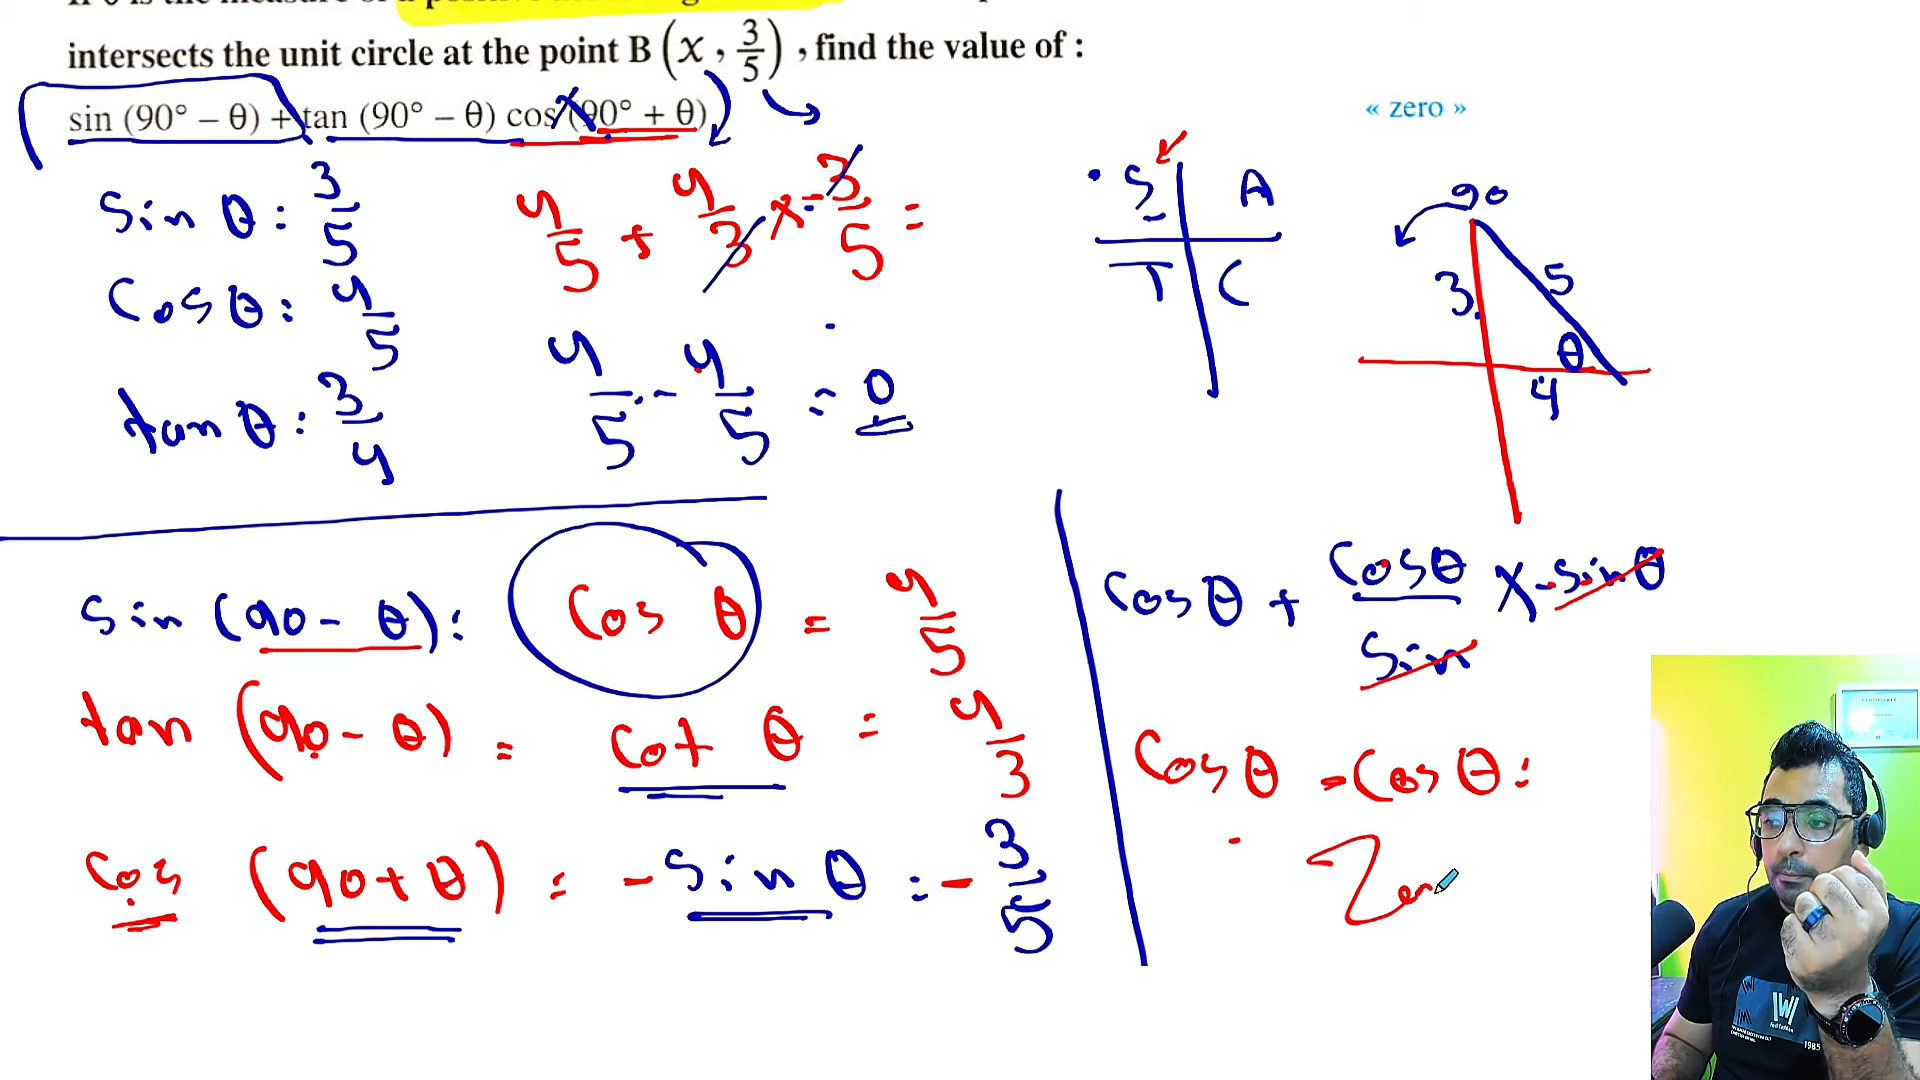 intersects the unit circle at the point B (x , 3/5) , find the value of :
sin (90° – θ) + tan (90° – θ) cos (90° + θ)
« zero »
sin θ : 3/5
cos θ : 4/5
tan θ : 3/4
4/5 + 4/3 x - 3/5 =
4/5 - 4/5 = 0
S A
T C
90
3
5
θ
4
sin (90 - θ) : cos θ = 4/5
tan (90 - θ) = cot θ = 4/3
cos (90 + θ) = - sin θ = - 3/5
cos θ + cos θ / sin x - sin θ
cos θ - cos θ :
W
1985